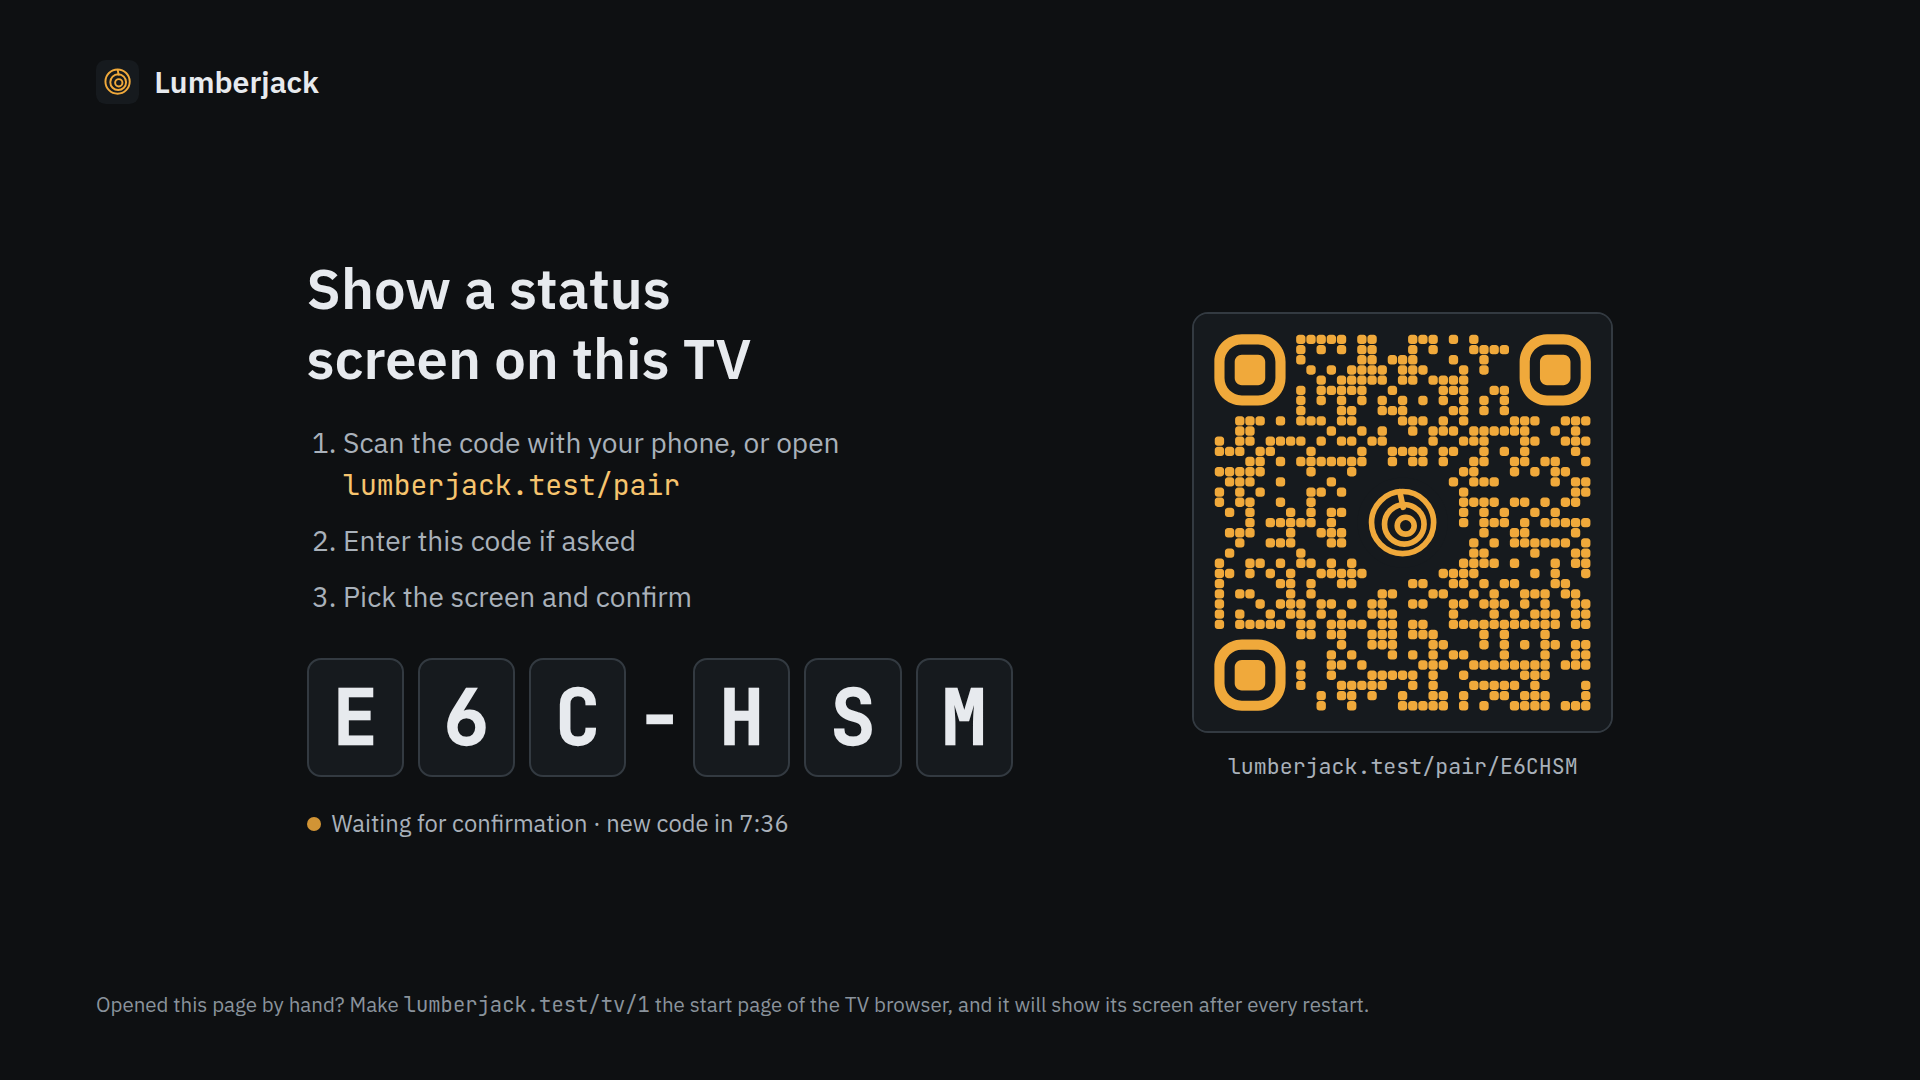 Lumberjack
Show a status
screen on this TV
1. Scan the code with your phone, or open
lumberjack.test/pair
2. Enter this code if asked
3. Pick the screen and confirm
E6C-HSM
Waiting for confirmation · new code in 7:36
lumberjack.test/pair/E6CHSM
Opened this page by hand? Make lumberjack.test/tv/1 the start page of the TV browser, and it will show its screen after every restart.